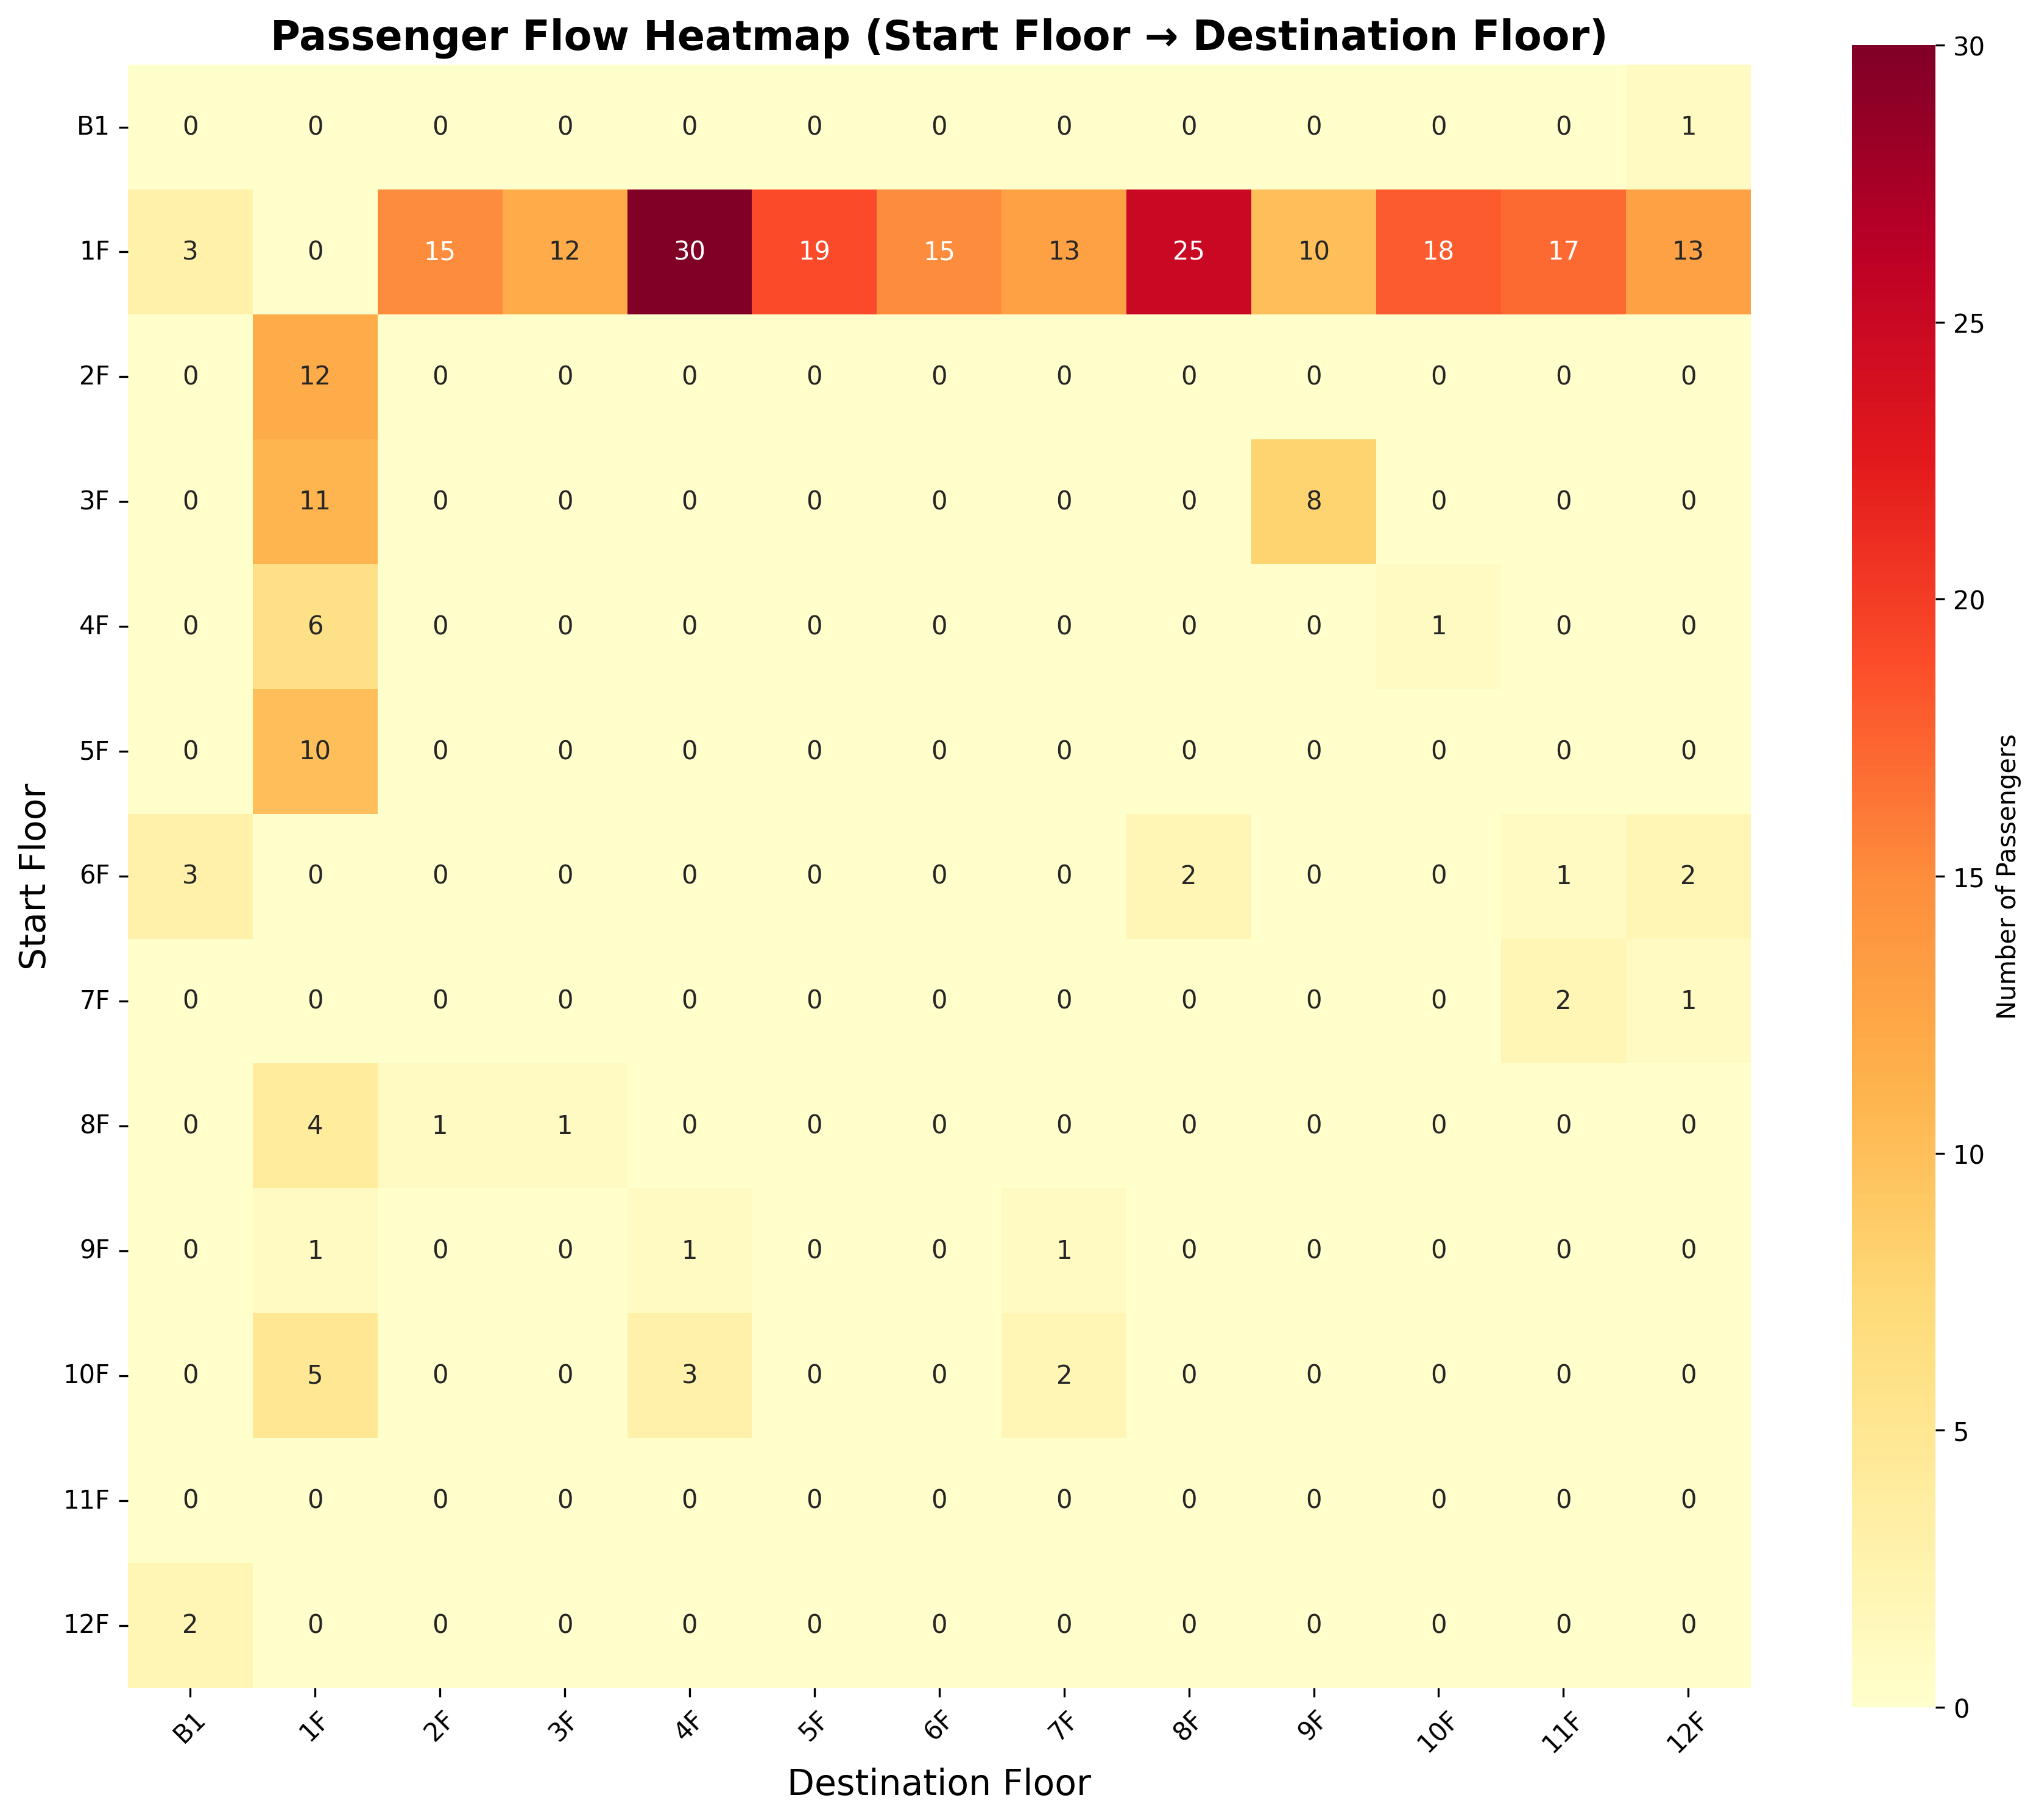 Passenger Flow Heatmap (Start Floor → Destination Floor)
Start Floor
B1 0 0 0 0 0 0 0 0 0 0 0 0 1
1F 3 0 15 12 30 19 15 13 25 10 18 17 13
2F 0 12 0 0 0 0 0 0 0 0 0 0 0
3F 0 11 0 0 0 0 0 0 0 8 0 0 0
4F 0 6 0 0 0 0 0 0 0 0 1 0 0
5F 0 10 0 0 0 0 0 0 0 0 0 0 0
6F 3 0 0 0 0 0 0 0 2 0 0 1 2
7F 0 0 0 0 0 0 0 0 0 0 0 2 1
8F 0 4 1 1 0 0 0 0 0 0 0 0 0
9F 0 1 0 0 1 0 0 1 0 0 0 0 0
10F 0 5 0 0 3 0 0 2 0 0 0 0 0
11F 0 0 0 0 0 0 0 0 0 0 0 0 0
12F 2 0 0 0 0 0 0 0 0 0 0 0 0
B1 1F 2F 3F 4F 5F 6F 7F 8F 9F 10F 11F 12F
Destination Floor
30
25
20
15
10
5
0
Number of Passengers